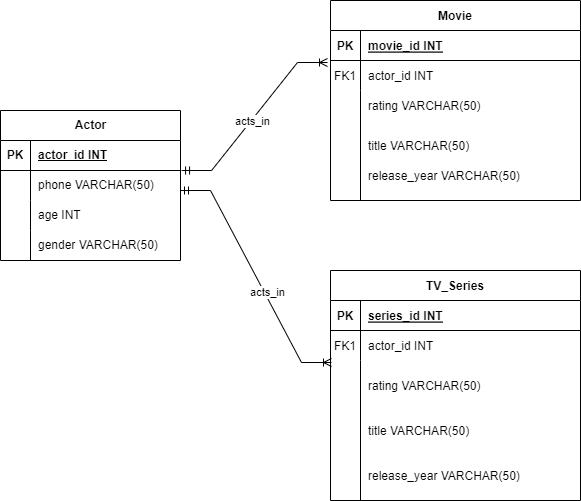 Movie
PK movie_id INT
FK1 actor_id INT
rating VARCHAR(50)
title VARCHAR(50)
release_year VARCHAR(50)
acts_in
Actor
PK actor_id INT
phone VARCHAR(50)
age INT
gender VARCHAR(50)
acts_in
TV_Series
PK series_id INT
FK1 actor_id INT
rating VARCHAR(50)
title VARCHAR(50)
release_year VARCHAR(50)